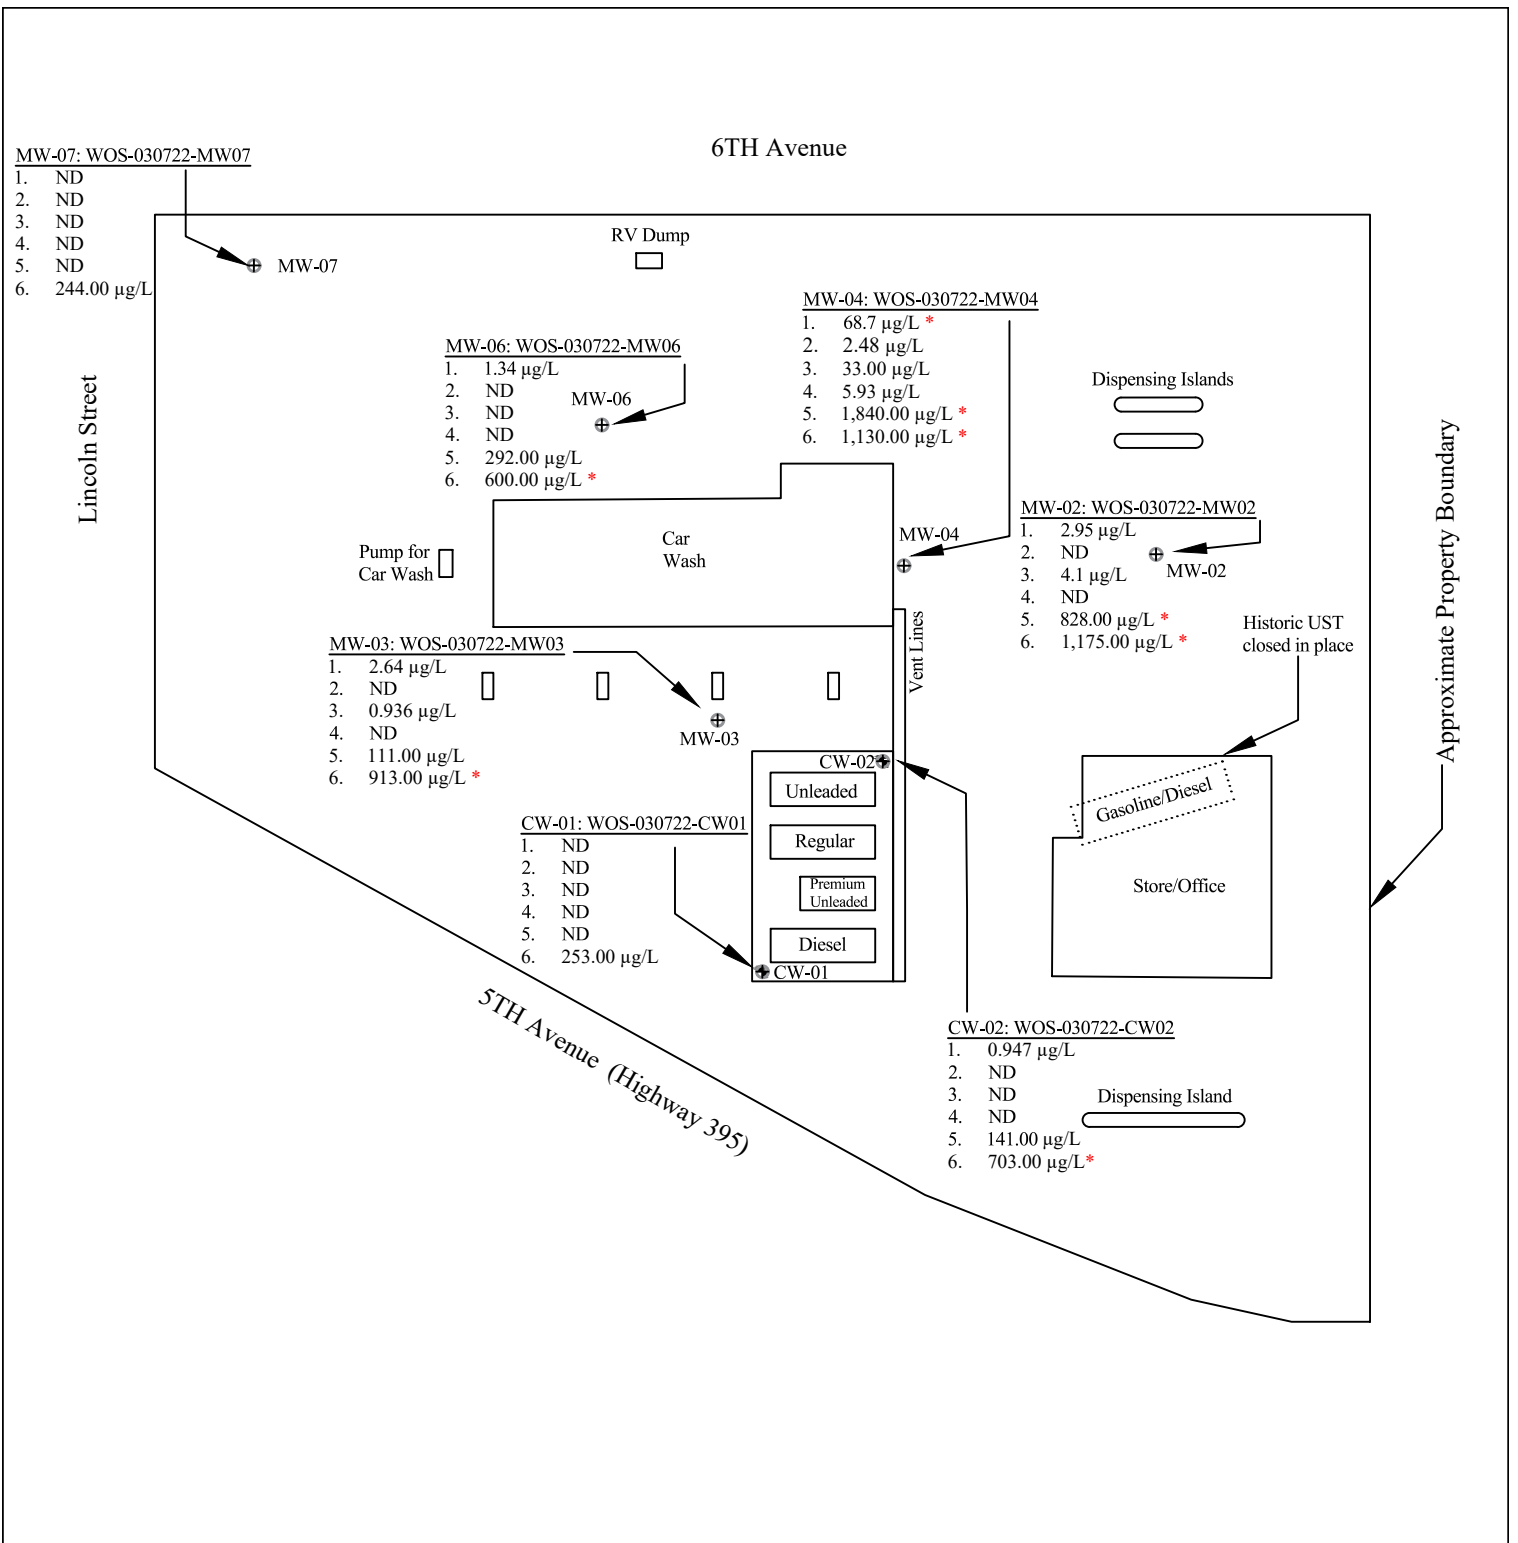 6TH Avenue
MW-07: WOS-030722-MW07
1. ND
2. ND
3. ND
4. ND
5. ND
6. 244.00 µg/L
MW-07
RV Dump
MW-04: WOS-030722-MW04
1. 68.7 µg/L *
2. 2.48 µg/L
3. 33.00 µg/L
4. 5.93 µg/L
5. 1,840.00 µg/L *
6. 1,130.00 µg/L *
MW-06: WOS-030722-MW06
1. 1.34 µg/L
2. ND
3. ND
4. ND
5. 292.00 µg/L
6. 600.00 µg/L *
MW-06
Dispensing Islands
Lincoln Street
Approximate Property Boundary
MW-02: WOS-030722-MW02
1. 2.95 µg/L
2. ND
3. 4.1 µg/L
4. ND
5. 828.00 µg/L *
6. 1,175.00 µg/L *
MW-02
MW-04
Car
Wash
Pump for
Car Wash
Vent Lines
Historic UST
closed in place
MW-03: WOS-030722-MW03
1. 2.64 µg/L
2. ND
3. 0.936 µg/L
4. ND
5. 111.00 µg/L
6. 913.00 µg/L *
MW-03
CW-02
Unleaded
Regular
Premium
Unleaded
Diesel
CW-01
Gasoline/Diesel
Store/Office
CW-01: WOS-030722-CW01
1. ND
2. ND
3. ND
4. ND
5. ND
6. 253.00 µg/L
5TH Avenue (Highway 395)
CW-02: WOS-030722-CW02
1. 0.947 µg/L
2. ND
3. ND
4. ND
5. 141.00 µg/L
6. 703.00 µg/L*
Dispensing Island